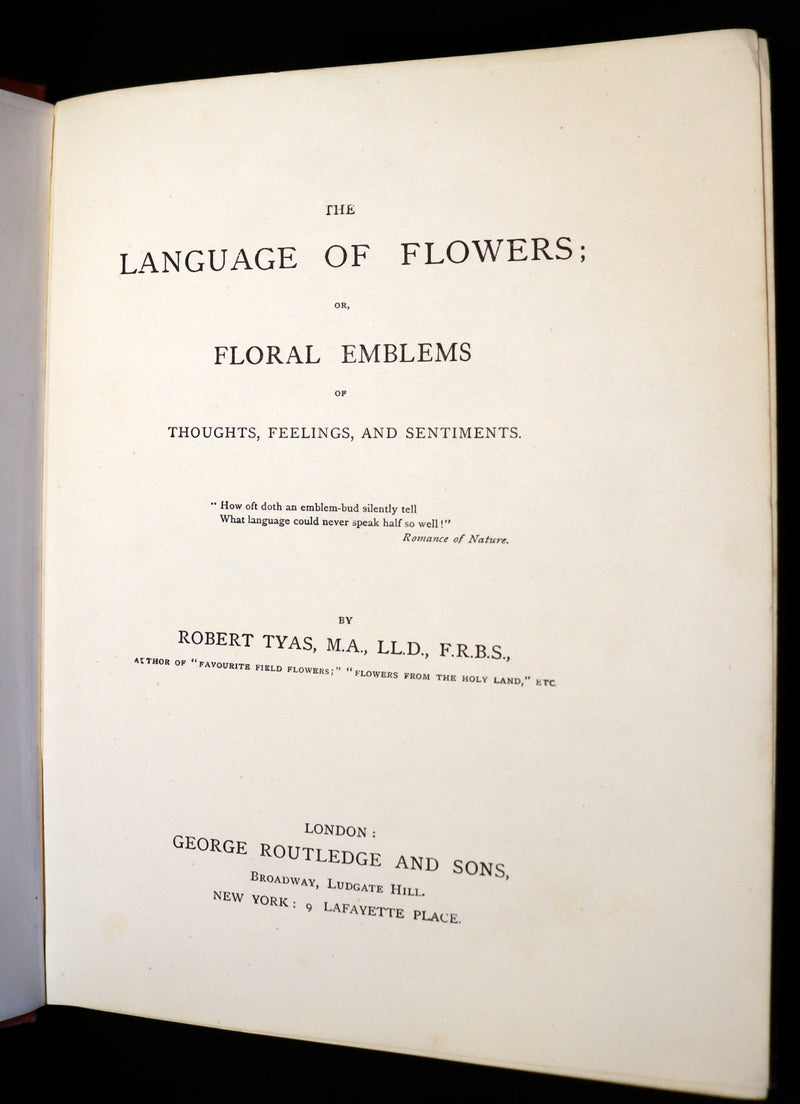 THE
LANGUAGE OF FLOWERS;
OR,
FLORAL EMBLEMS
OF
THOUGHTS, FEELINGS, AND SENTIMENTS.
"How oft doth an emblem-bud silently tell
What language could never speak half so well!"
Romance of Nature.
BY
ROBERT TYAS, M.A., LL.D., F.R.B.S.,
AUTHOR OF "FAVOURITE FIELD FLOWERS;" "FLOWERS FROM THE HOLY LAND," ETC.
LONDON:
GEORGE ROUTLEDGE AND SONS,
BROADWAY, LUDGATE HILL.
NEW YORK: 9 LAFAYETTE PLACE.